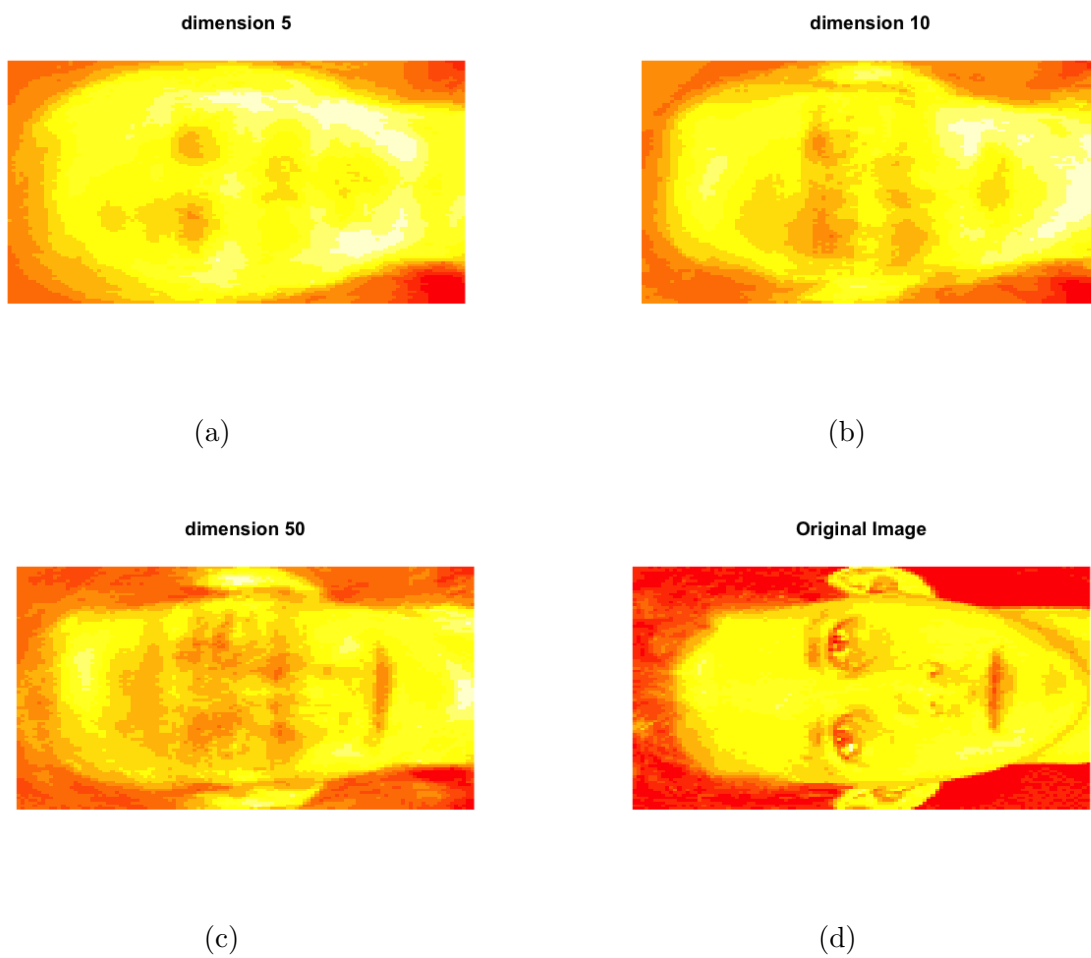 dimension 5
dimension 10
(a)
(b)
dimension 50
Original Image
(c)
(d)